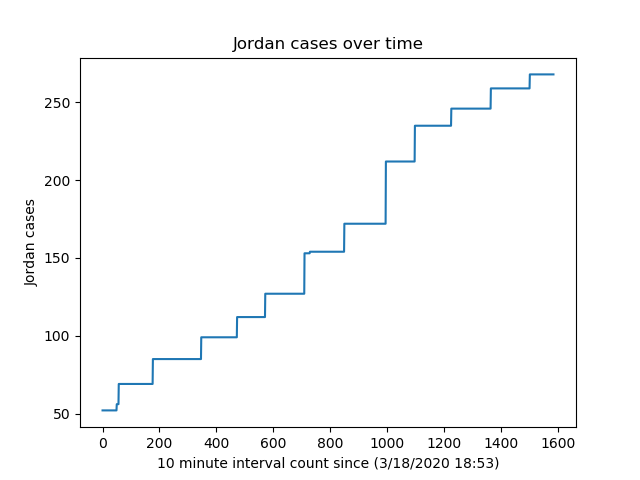 Jordan cases over time
Jordan cases
250
200
150
100
50
0 200 400 600 800 1000 1200 1400 1600
10 minute interval count since (3/18/2020 18:53)